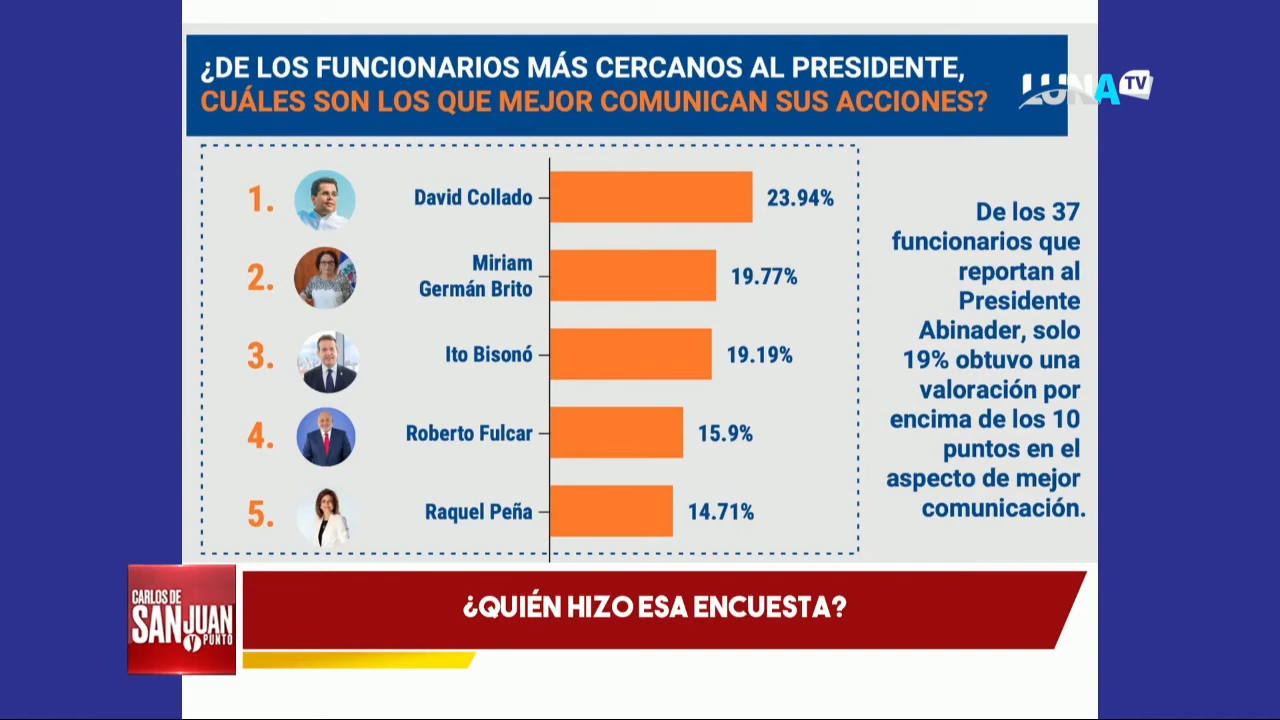 ¿DE LOS FUNCIONARIOS MÁS CERCANOS AL PRESIDENTE,
CUÁLES SON LOS QUE MEJOR COMUNICAN SUS ACCIONES?
LUNA TV
1.
David Collado
23.94%
2.
Miriam
Germán Brito
19.77%
3.
Ito Bisonó
19.19%
4.
Roberto Fulcar
15.9%
5.
Raquel Peña
14.71%
De los 37
funcionarios que
reportan al
Presidente
Abinader, solo
19% obtuvo una
valoración por
encima de los 10
puntos en el
aspecto de mejor
comunicación.
CARLOS DE
SAN JUAN
Y PUNTO
¿QUIÉN HIZO ESA ENCUESTA?